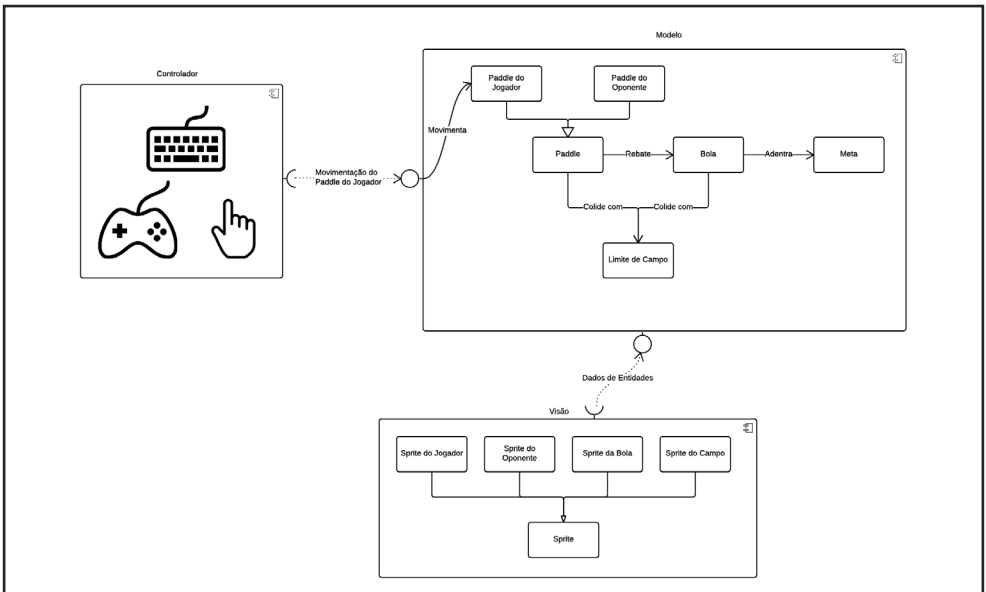 Modelo
Controlador
Paddle do
Jogador
Paddle do
Oponente
Movimenta
Paddle
Rebate
Bola
Adentra
Meta
Movimentação do
Paddle do Jogador
Colide com
Colide com
Limite de Campo
Dados de Entidades
Visão
Sprite do Jogador
Sprite do
Oponente
Sprite da Bola
Sprite do Campo
Sprite